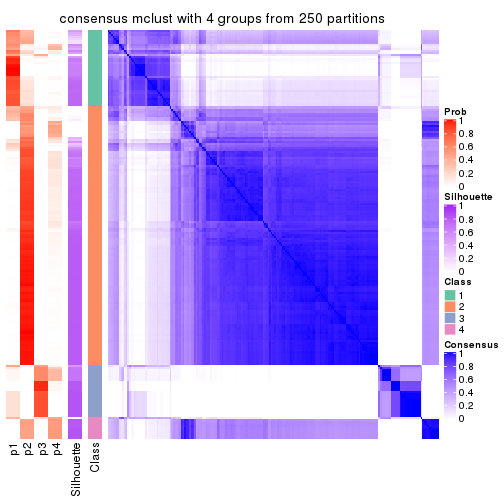 consensus mclust with 4 groups from 250 partitions
Prob
1
0.8
0.6
0.4
0.2
0
Silhouette
1
0.8
0.6
0.4
0.2
0
Class
1
2
3
4
Consensus
1
0.8
0.6
0.4
0.2
0
p1
p2
p3
p4
Silhouette
Class